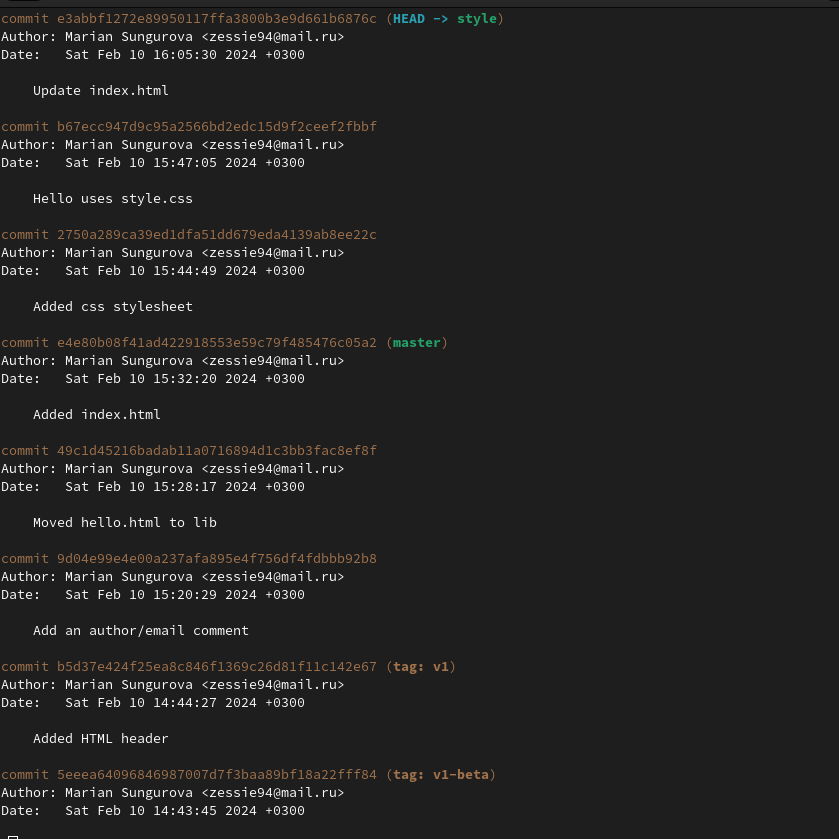 commit e3abbf1272e89950117ffa3800b3e9d661b6876c (HEAD -> style)
Author: Marian Sungurova <zessie94@mail.ru>
Date:   Sat Feb 10 16:05:30 2024 +0300
    Update index.html
commit b67ecc947d9c95a2566bd2edc15d9f2ceef2fbbf
Author: Marian Sungurova <zessie94@mail.ru>
Date:   Sat Feb 10 15:47:05 2024 +0300
    Hello uses style.css
commit 2750a289ca39ed1dfa51dd679eda4139ab8ee22c
Author: Marian Sungurova <zessie94@mail.ru>
Date:   Sat Feb 10 15:44:49 2024 +0300
    Added css stylesheet
commit e4e80b08f41ad422918553e59c79f485476c05a2 (master)
Author: Marian Sungurova <zessie94@mail.ru>
Date:   Sat Feb 10 15:32:20 2024 +0300
    Added index.html
commit 49c1d45216badab11a0716894d1c3bb3fac8ef8f
Author: Marian Sungurova <zessie94@mail.ru>
Date:   Sat Feb 10 15:28:17 2024 +0300
    Moved hello.html to lib
commit 9d04e99e4e00a237afa895e4f756df4fdbbb92b8
Author: Marian Sungurova <zessie94@mail.ru>
Date:   Sat Feb 10 15:20:29 2024 +0300
    Add an author/email comment
commit b5d37e424f25ea8c846f1369c26d81f11c142e67 (tag: v1)
Author: Marian Sungurova <zessie94@mail.ru>
Date:   Sat Feb 10 14:44:27 2024 +0300
    Added HTML header
commit 5eeea64096846987007d7f3baa89bf18a22fff84 (tag: v1-beta)
Author: Marian Sungurova <zessie94@mail.ru>
Date:   Sat Feb 10 14:43:45 2024 +0300